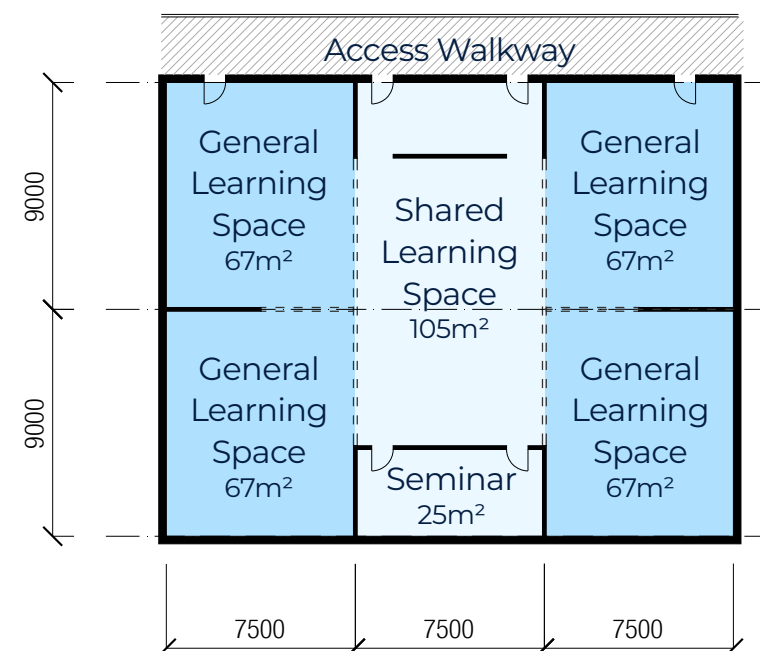 Access Walkway
General
Learning
Space
67m²
Shared
Learning
Space
105m²
General
Learning
Space
67m²
9000
General
Learning
Space
67m²
Seminar
25m²
General
Learning
Space
67m²
9000
7500
7500
7500